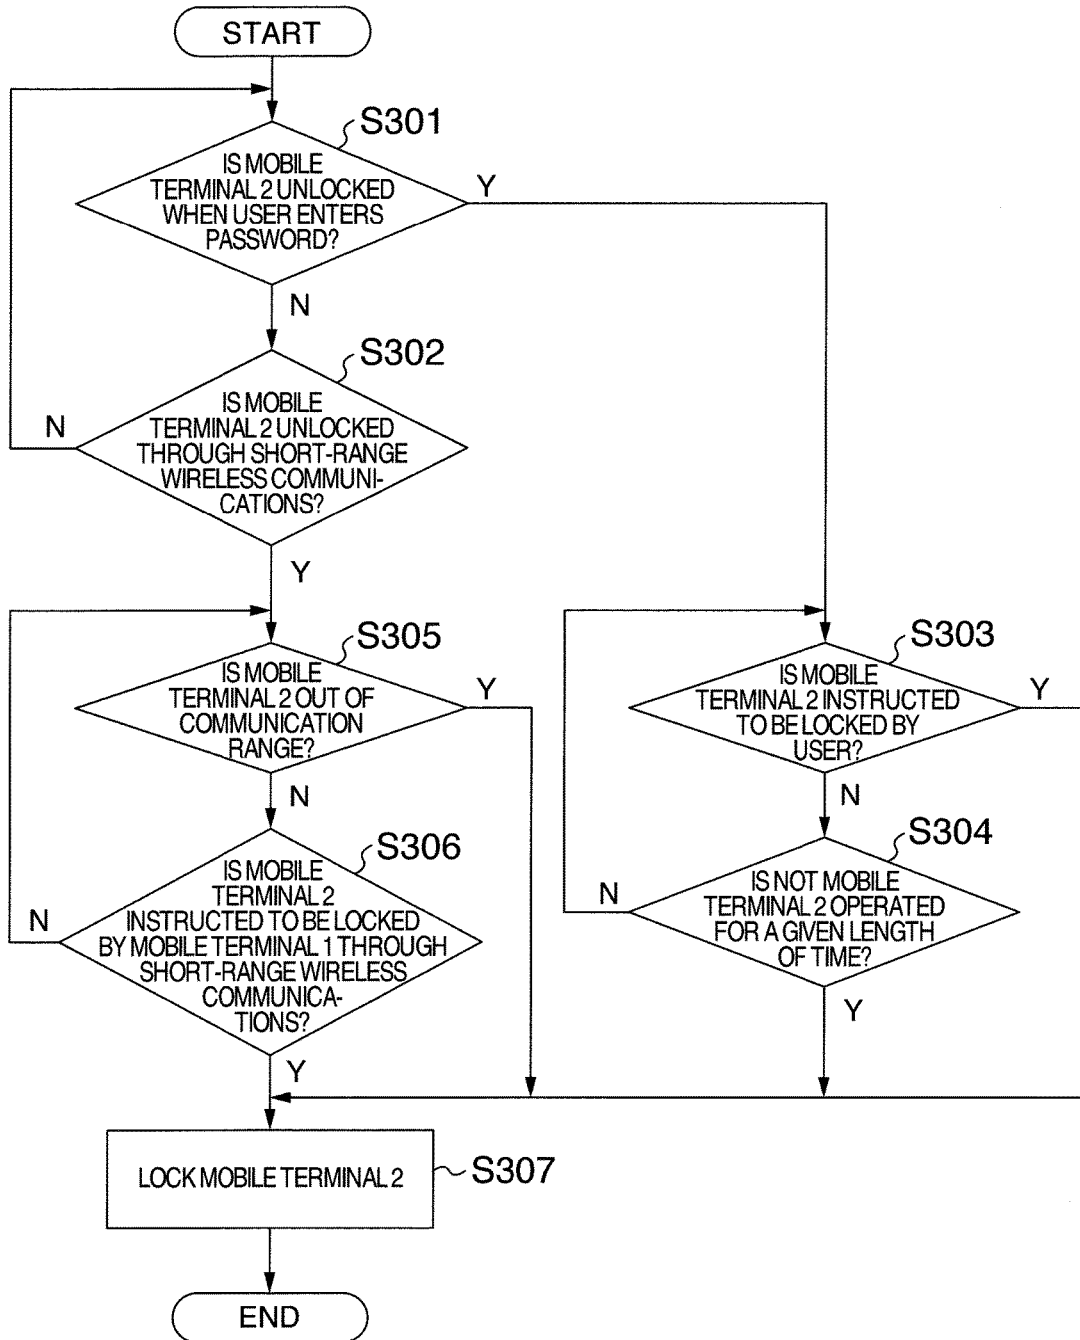 START
S301
IS MOBILE
TERMINAL 2 UNLOCKED
WHEN USER ENTERS
PASSWORD?
Y
N
S302
IS MOBILE
TERMINAL 2 UNLOCKED
THROUGH SHORT-RANGE
WIRELESS COMMUNI-
CATIONS?
N
Y
S305
IS MOBILE
TERMINAL 2 OUT OF
COMMUNICATION
RANGE?
Y
N
S306
IS MOBILE
TERMINAL 2
INSTRUCTED TO BE LOCKED
BY MOBILE TERMINAL 1 THROUGH
SHORT-RANGE WIRELESS
COMMUNICA-
TIONS?
N
Y
S303
IS MOBILE
TERMINAL 2 INSTRUCTED
TO BE LOCKED BY
USER?
Y
N
S304
IS NOT MOBILE
TERMINAL 2 OPERATED
FOR A GIVEN LENGTH
OF TIME?
N
Y
LOCK MOBILE TERMINAL 2
S307
END